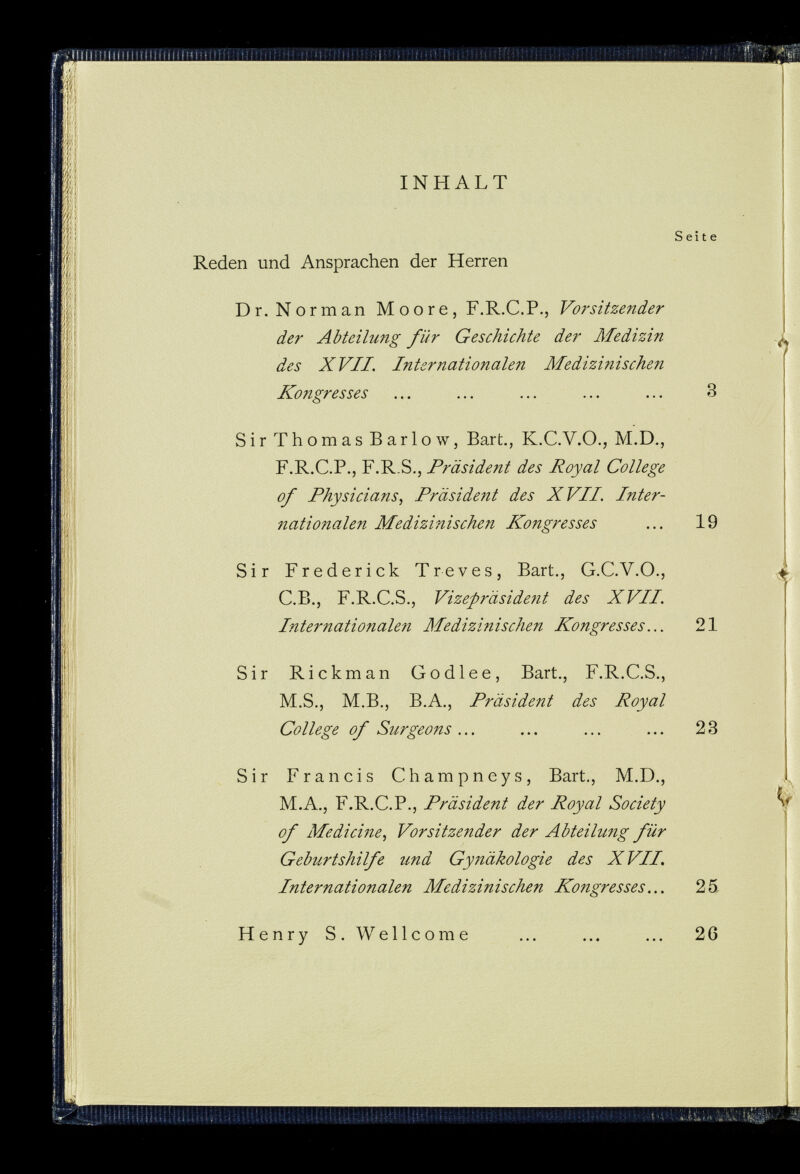 INHALT
Seite
Reden und Ansprachen der Herren
Dr. Norman Moore, F.R.C.P., Vorsitzender
der Abteilung für Geschichte der Medizin
des XVII. Internationalen Medizinischen
Kongresses ... ... ... ... ... 3
Sir Thomas Barlow, Bart., K.C.V.O., M.D.,
F.R.C.P., F.R.S., Präsident des Royal College
of Physicians, Präsident des XVII. Inter-
nationalen Medizinischen Kongresses ... 19
Sir Frederick Treves, Bart., G.C.V.O.,
C.B., F.R.C.S., Vizepräsident des XVII.
Internationalen Medizinischen Kongresses... 21
Sir Rickman Godlee, Bart., F.R.C.S.,
M.S., M.B., B.A., Präsident des Royal
College of Surgeons ... ... ... ... 23
Sir Francis Champneys, Bart., M.D.,
M.A., F.R.C.P., Präsident der Royal Society
of Medicine, Vorsitzender der Abteilung für
Geburtshilfe und Gynäkologie des XVII.
Internationalen Medizinischen Kongresses... 25
Henry S. Wellcome ... ... ... 26